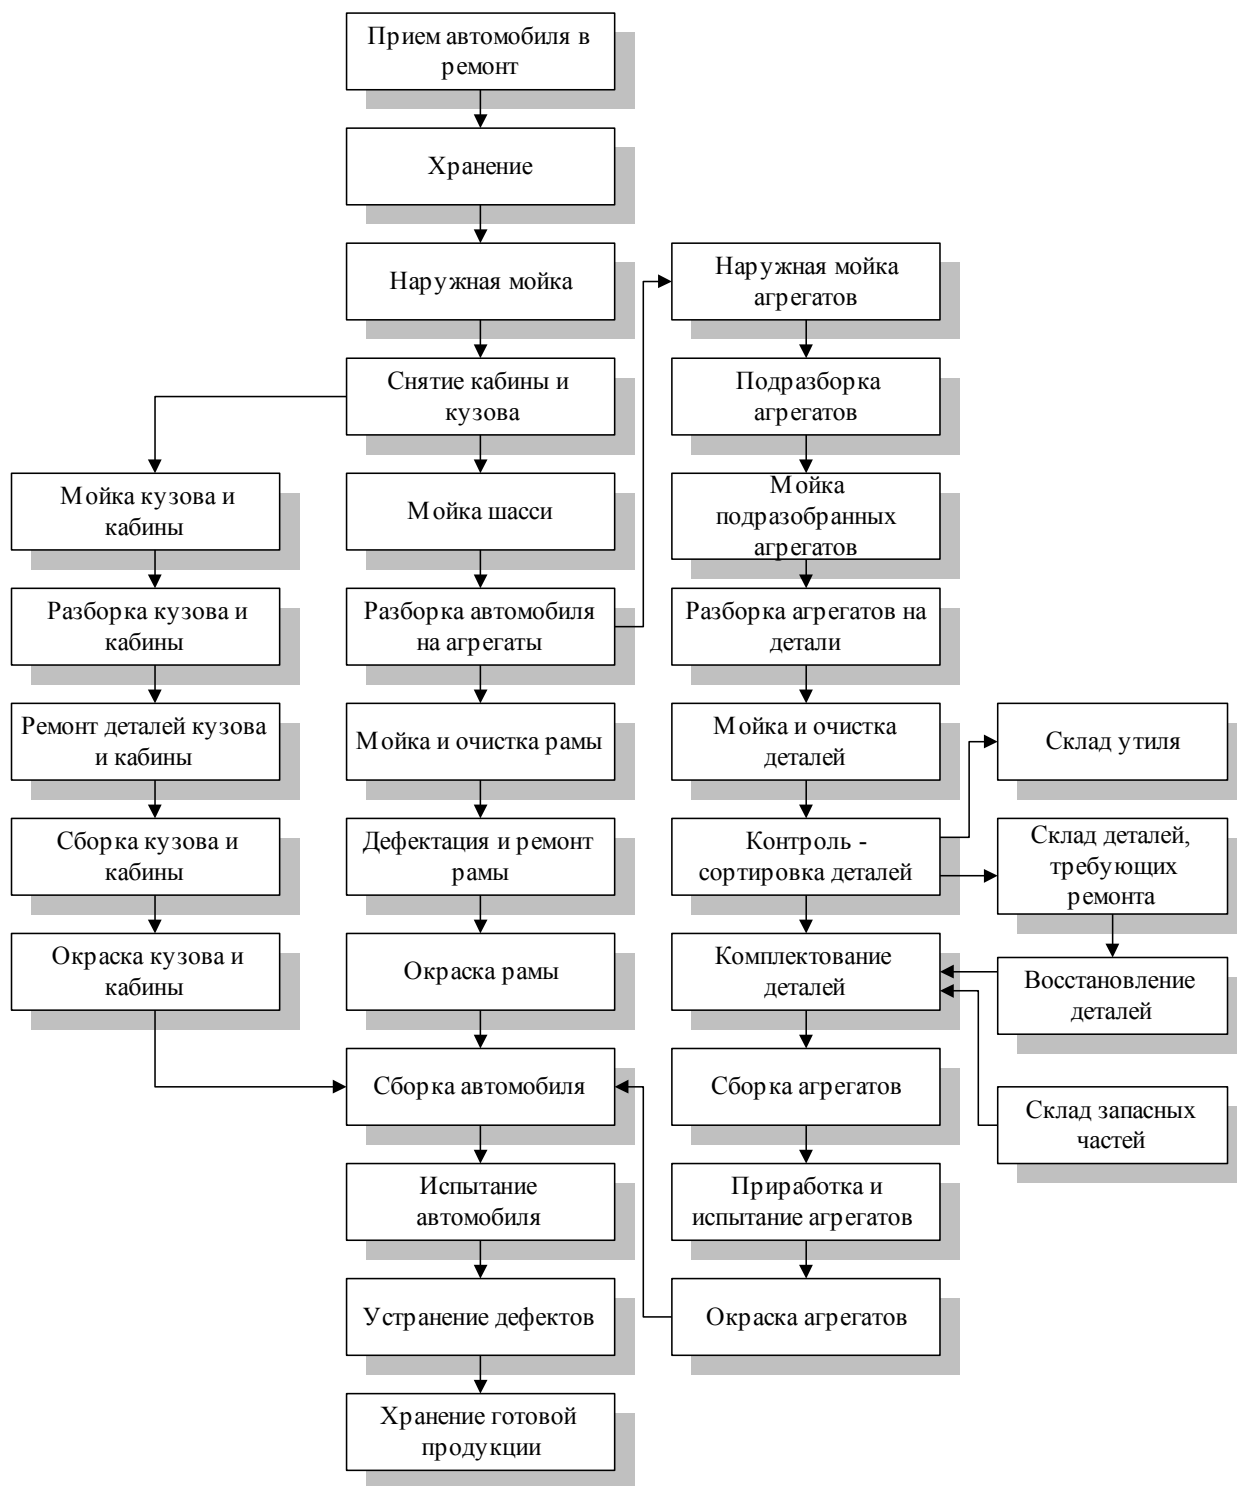 Прием автомобиля в
ремонт
Хранение
Наружная мойка
Наружная мойка
агрегатов
Снятие кабины и
кузова
Подразборка
агрегатов
Мойка кузова и
кабины
Мойка шасси
Мойка
подразобранных
агрегатов
Разборка кузова и
кабины
Разборка автомобиля
на агрегаты
Разборка агрегатов на
детали
Ремонт деталей кузова
и кабины
Мойка и очистка рамы
Мойка и очистка
деталей
Склад утиля
Сборка кузова и
кабины
Дефектация и ремонт
рамы
Контроль -
сортировка деталей
Склад деталей,
требующих
ремонта
Окраска кузова и
кабины
Окраска рамы
Комплектование
деталей
Восстановление
деталей
Сборка автомобиля
Сборка агрегатов
Склад запасных
частей
Испытание
автомобиля
Приработка и
испытание агрегатов
Устранение дефектов
Окраска агрегатов
Хранение готовой
продукции